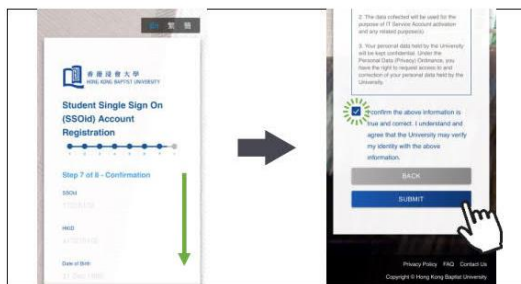 EN 繁 簡
香港浸會大學
HONG KONG BAPTIST UNIVERSITY
Student Single Sign On
(SSOid) Account
Registration
Step 7 of 8 - Confirmation
SSOid
HKID
Date of Birth
2. The data collected will be used for the
purpose of IT Service Account activation
and any related purpose(s).
3. Your personal data held by the University
will be kept confidential. Under the
Personal Data (Privacy) Ordinance, you
have the right to request access to and
correction of your personal data held by the
University.
I confirm the above information is
true and correct. I understand and
agree that the University may verify
my identity with the above
information.
BACK
SUBMIT
Privacy Policy FAQ Contact Us
Copyright © Hong Kong Baptist University